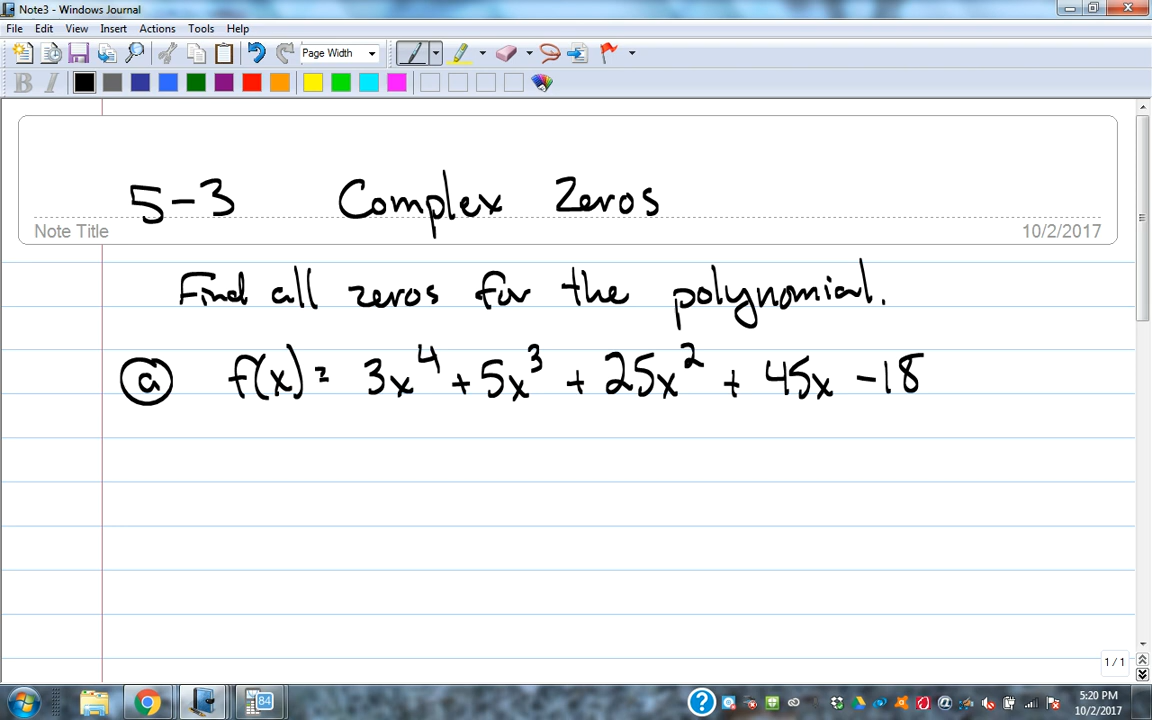 Note3 - Windows Journal
File Edit View Insert Actions Tools Help
Page Width
B I
5-3 Complex Zeros
Note Title 10/2/2017
Find all zeros for the polynomial.
a f(x) = 3x⁴ + 5x³ + 25x² + 45x - 18
1 / 1
84
5:20 PM
10/2/2017